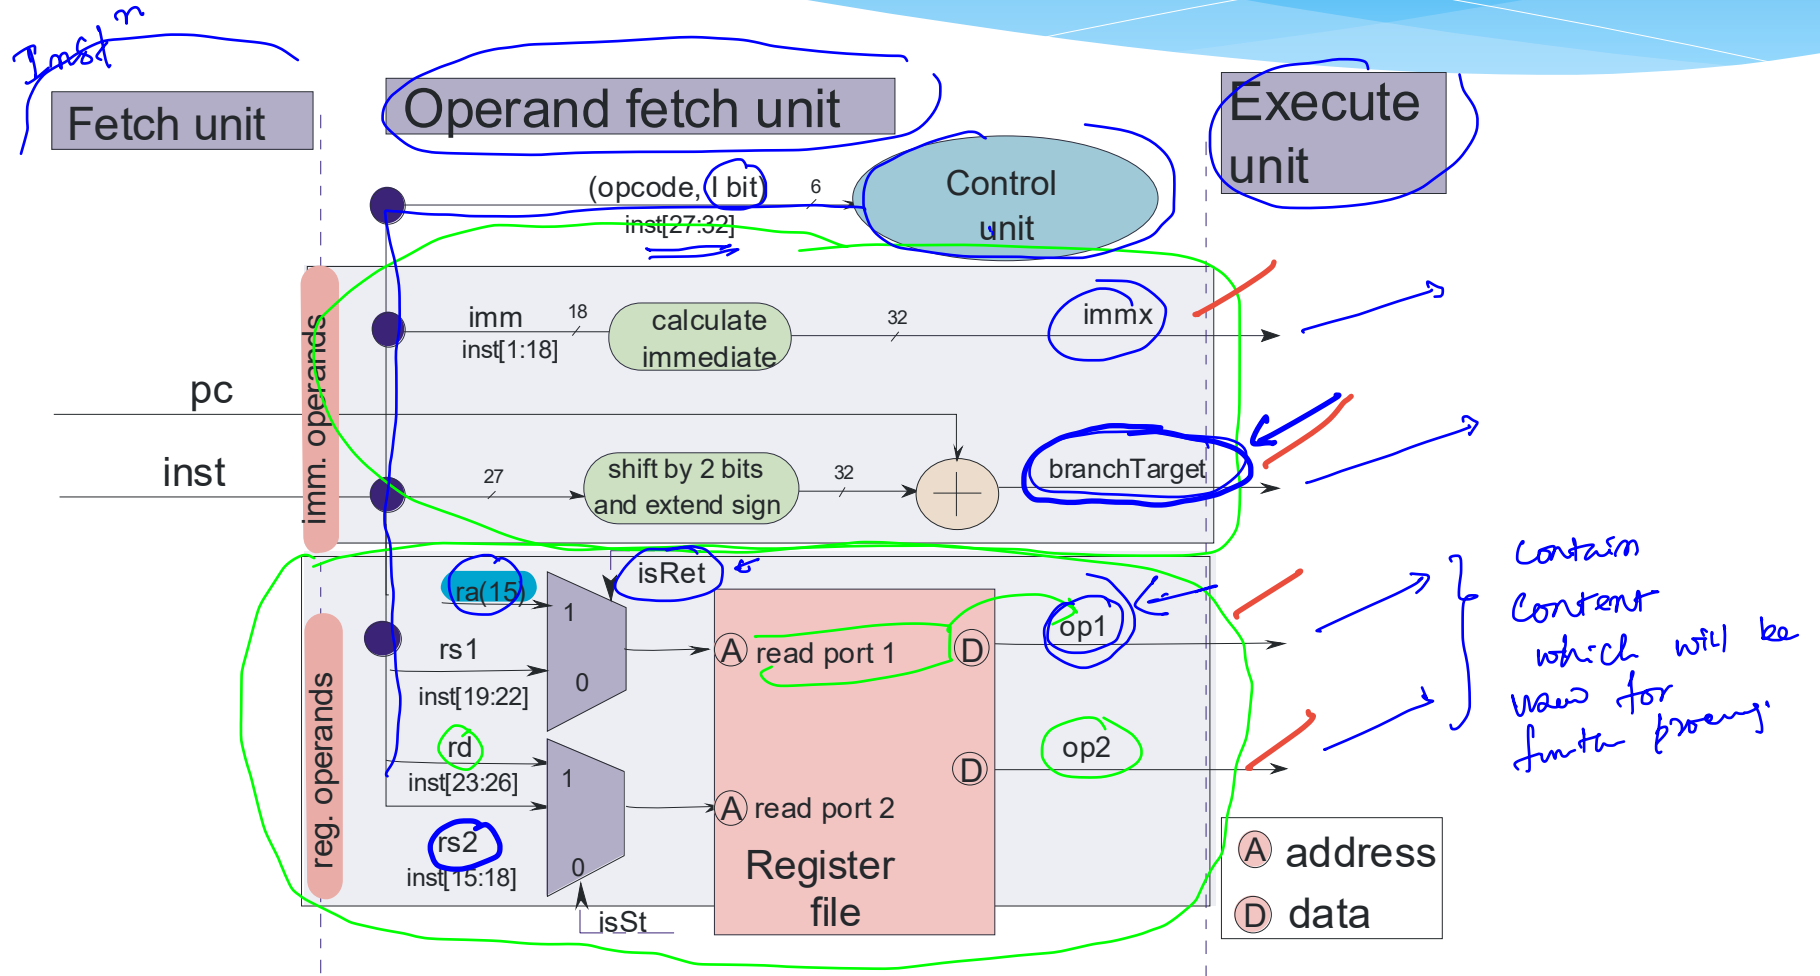 Instⁿ
Fetch unit
Operand fetch unit
Execute
unit
(opcode, I bit)
6
inst[27:32]
Control
unit
imm. operands
imm
18
inst[1:18]
calculate
immediate
32
immx
pc
inst
27
shift by 2 bits
and extend sign
32
branchTarget
reg. operands
ra(15)
1
isRet
rs1
0
inst[19:22]
A read port 1
D
op1
rd
inst[23:26]
1
D
op2
rs2
inst[15:18]
0
A read port 2
isSt
Register
file
contain
content
which will be
for
A address
D data